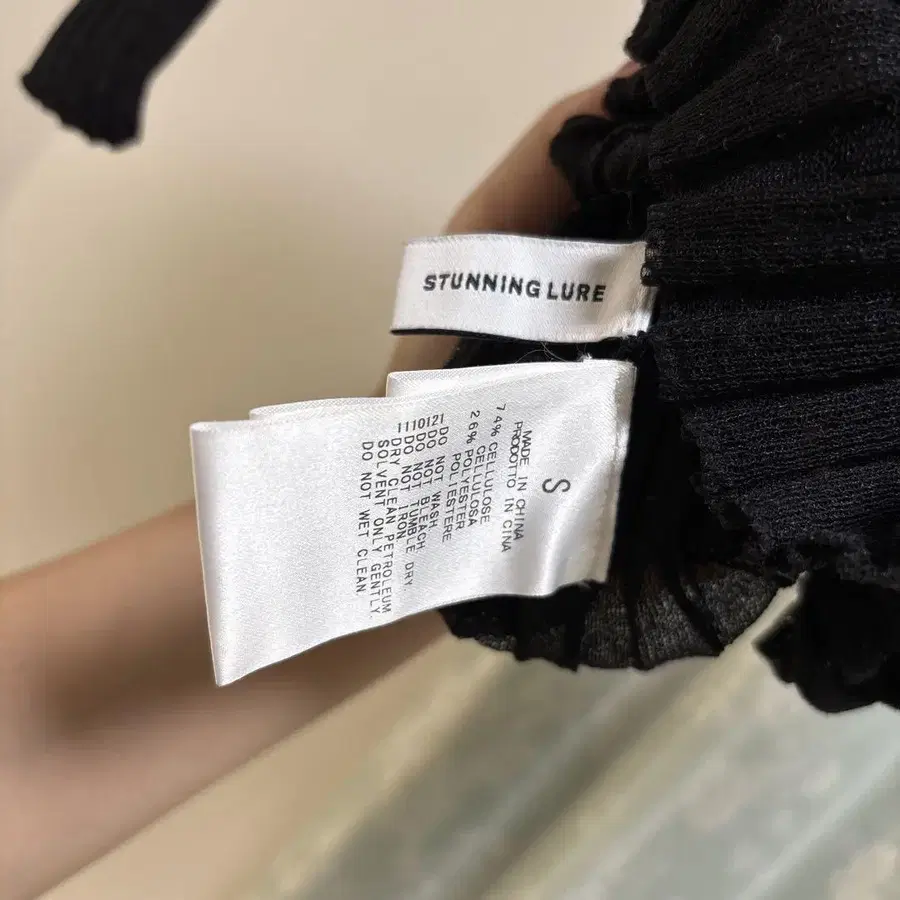 STUNNING LURE
S
MADE IN CHINA
PRODOTTO IN CINA
74% CELLULOSE
CELLULOSA
26% POLYESTER
POLIESTERE
1110121
DO NOT WASH.
DO NOT BLEACH.
DO NOT TUMBLE DRY
DO NOT IRON.
DRY CLEAN PETROLEUM
SOLVENT ONLY GENTLY.
DO NOT WET CLEAN.